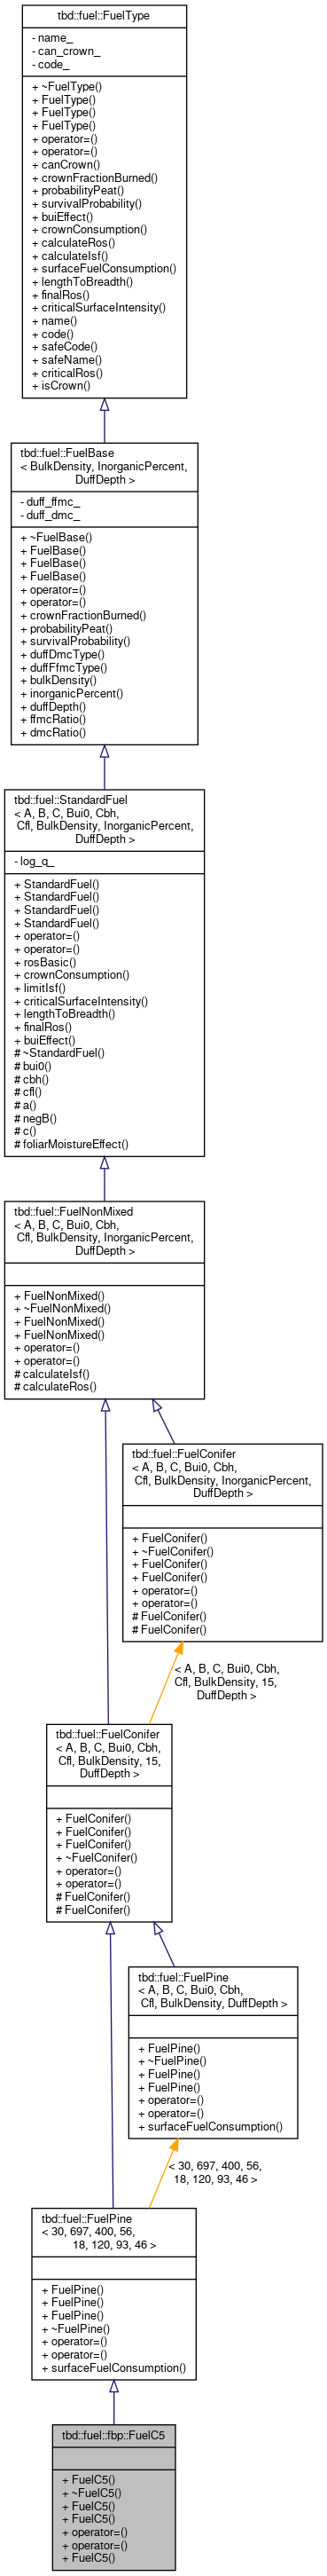 tbd::fuel::FuelType
- name_
- can_crown_
- code_
+ ~FuelType()
+ FuelType()
+ FuelType()
+ FuelType()
+ operator=()
+ operator=()
+ canCrown()
+ crownFractionBurned()
+ probabilityPeat()
+ survivalProbability()
+ buiEffect()
+ crownConsumption()
+ calculateRos()
+ calculateIsf()
+ surfaceFuelConsumption()
+ lengthToBreadth()
+ finalRos()
+ criticalSurfaceIntensity()
+ name()
+ code()
+ safeCode()
+ safeName()
+ criticalRos()
+ isCrown()
tbd::fuel::FuelBase
< BulkDensity, InorganicPercent,
DuffDepth >
- duff_ffmc_
- duff_dmc_
+ ~FuelBase()
+ FuelBase()
+ FuelBase()
+ FuelBase()
+ operator=()
+ operator=()
+ crownFractionBurned()
+ probabilityPeat()
+ survivalProbability()
+ duffDmcType()
+ duffFfmcType()
+ bulkDensity()
+ inorganicPercent()
+ duffDepth()
+ ffmcRatio()
+ dmcRatio()
tbd::fuel::StandardFuel
< A, B, C, Bui0, Cbh,
Cfl, BulkDensity, InorganicPercent,
DuffDepth >
- log_q_
+ StandardFuel()
+ StandardFuel()
+ StandardFuel()
+ StandardFuel()
+ operator=()
+ operator=()
+ rosBasic()
+ crownConsumption()
+ limitIsf()
+ criticalSurfaceIntensity()
+ lengthToBreadth()
+ finalRos()
+ buiEffect()
# ~StandardFuel()
# bui0()
# cbh()
# cfl()
# a()
# negB()
# c()
# foliarMoistureEffect()
tbd::fuel::FuelNonMixed
< A, B, C, Bui0, Cbh,
Cfl, BulkDensity, InorganicPercent,
DuffDepth >
+ FuelNonMixed()
+ ~FuelNonMixed()
+ FuelNonMixed()
+ FuelNonMixed()
+ operator=()
+ operator=()
# calculateIsf()
# calculateRos()
tbd::fuel::FuelConifer
< A, B, C, Bui0, Cbh,
Cfl, BulkDensity, InorganicPercent,
DuffDepth >
+ FuelConifer()
+ ~FuelConifer()
+ FuelConifer()
+ FuelConifer()
+ operator=()
+ operator=()
# FuelConifer()
# FuelConifer()
< A, B, C, Bui0, Cbh,
Cfl, BulkDensity, 15,
DuffDepth >
tbd::fuel::FuelConifer
< A, B, C, Bui0, Cbh,
Cfl, BulkDensity, 15,
DuffDepth >
+ FuelConifer()
+ FuelConifer()
+ FuelConifer()
+ ~FuelConifer()
+ operator=()
+ operator=()
# FuelConifer()
# FuelConifer()
tbd::fuel::FuelPine
< A, B, C, Bui0, Cbh,
Cfl, BulkDensity, DuffDepth >
+ FuelPine()
+ ~FuelPine()
+ FuelPine()
+ FuelPine()
+ operator=()
+ operator=()
+ surfaceFuelConsumption()
< 30, 697, 400, 56,
18, 120, 93, 46 >
tbd::fuel::FuelPine
< 30, 697, 400, 56,
18, 120, 93, 46 >
+ FuelPine()
+ FuelPine()
+ FuelPine()
+ ~FuelPine()
+ operator=()
+ operator=()
+ surfaceFuelConsumption()
tbd::fuel::fbp::FuelC5
+ FuelC5()
+ ~FuelC5()
+ FuelC5()
+ FuelC5()
+ operator=()
+ operator=()
+ FuelC5()